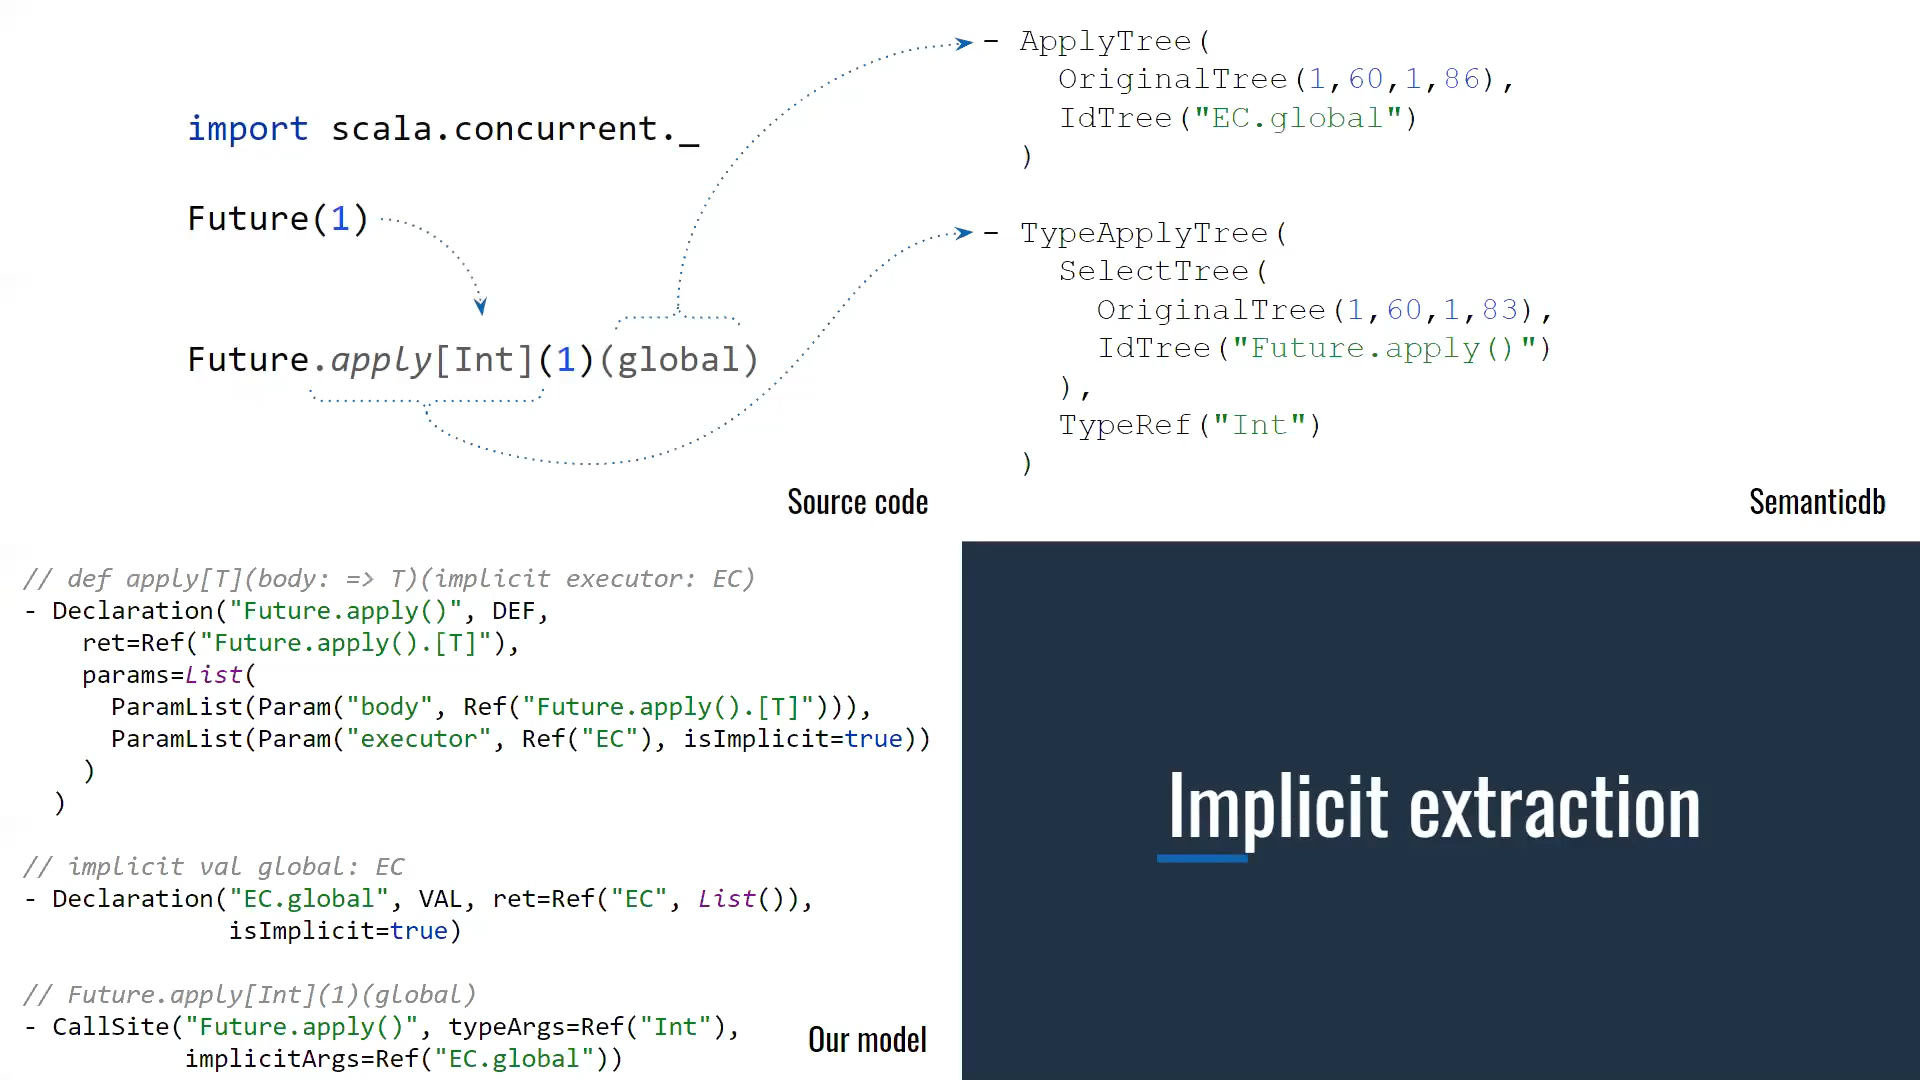 import scala.concurrent._
Future(1)
Future.apply[Int](1)(global)
Source code
- ApplyTree(
OriginalTree(1,60,1,86),
IdTree("EC.global")
)
- TypeApplyTree(
SelectTree(
OriginalTree(1,60,1,83),
IdTree("Future.apply()")
),
TypeRef("Int")
)
Semanticdb
// def apply[T](body: => T)(implicit executor: EC)
- Declaration("Future.apply()", DEF,
ret=Ref("Future.apply().[T]"),
params=List(
ParamList(Param("body", Ref("Future.apply().[T]"))),
ParamList(Param("executor", Ref("EC"), isImplicit=true))
)
)
// implicit val global: EC
- Declaration("EC.global", VAL, ret=Ref("EC", List()),
isImplicit=true)
// Future.apply[Int](1)(global)
- CallSite("Future.apply()", typeArgs=Ref("Int"),
implicitArgs=Ref("EC.global"))
Our model
Implicit extraction